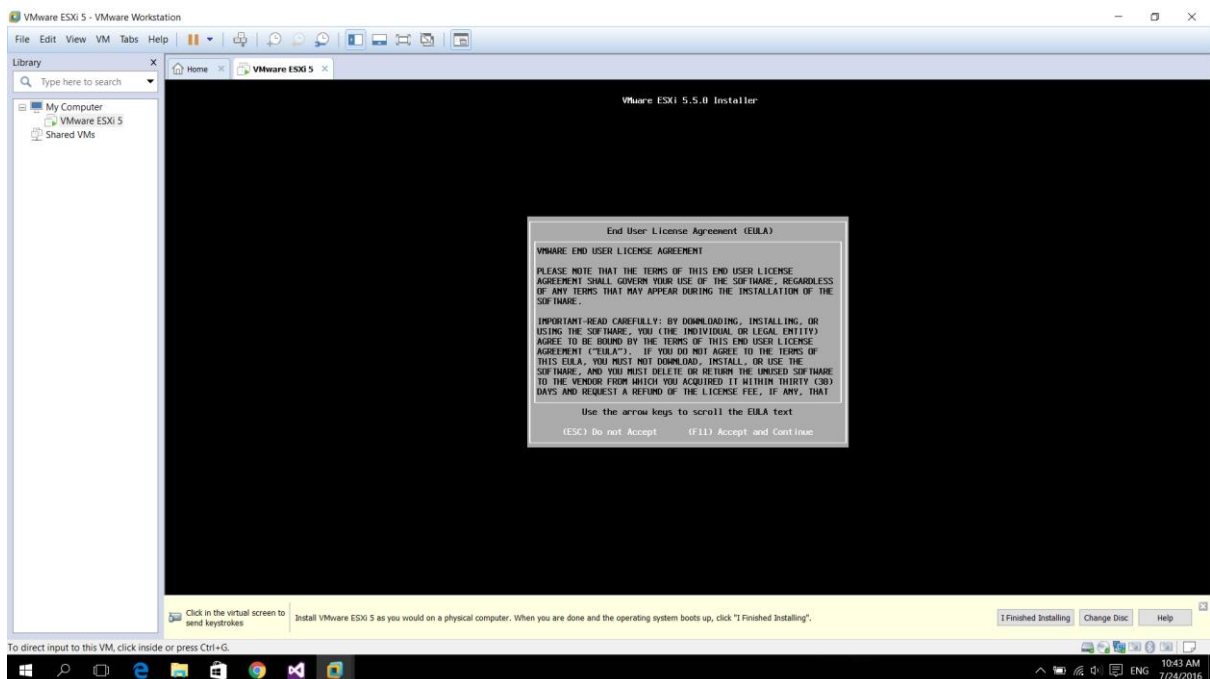 VMware ESXi 5 - VMware Workstation
File Edit View VM Tabs Help
Library
Type here to search
My Computer
VMware ESXi 5
Shared VMs
Home
VMware ESXi 5
VMware ESXi 5.5.0 Installer
End User License Agreement (EULA)
VMWARE END USER LICENSE AGREEMENT
PLEASE NOTE THAT THE TERMS OF THIS END USER LICENSE
AGREEMENT SHALL GOVERN YOUR USE OF THE SOFTWARE, REGARDLESS
OF ANY TERMS THAT MAY APPEAR DURING THE INSTALLATION OF THE
SOFTWARE.
IMPORTANT-READ CAREFULLY: BY DOWNLOADING, INSTALLING, OR
USING THE SOFTWARE, YOU (THE INDIVIDUAL OR LEGAL ENTITY)
AGREE TO BE BOUND BY THE TERMS OF THIS END USER LICENSE
AGREEMENT ("EULA"). IF YOU DO NOT AGREE TO THE TERMS OF
THIS EULA, YOU MUST NOT DOWNLOAD, INSTALL, OR USE THE
SOFTWARE, AND YOU MUST DELETE OR RETURN THE UNUSED SOFTWARE
TO THE VENDOR FROM WHICH YOU ACQUIRED IT WITHIN THIRTY (30)
DAYS AND REQUEST A REFUND OF THE LICENSE FEE, IF ANY, THAT
Use the arrow keys to scroll the EULA text
(ESC) Do not Accept (F11) Accept and Continue
Click in the virtual screen to
send keystrokes
Install VMware ESXi 5 as you would on a physical computer. When you are done and the operating system boots up, click "I Finished Installing".
I Finished Installing
Change Disc
Help
To direct input to this VM, click inside or press Ctrl+G.
ENG
10:43 AM
7/24/2016